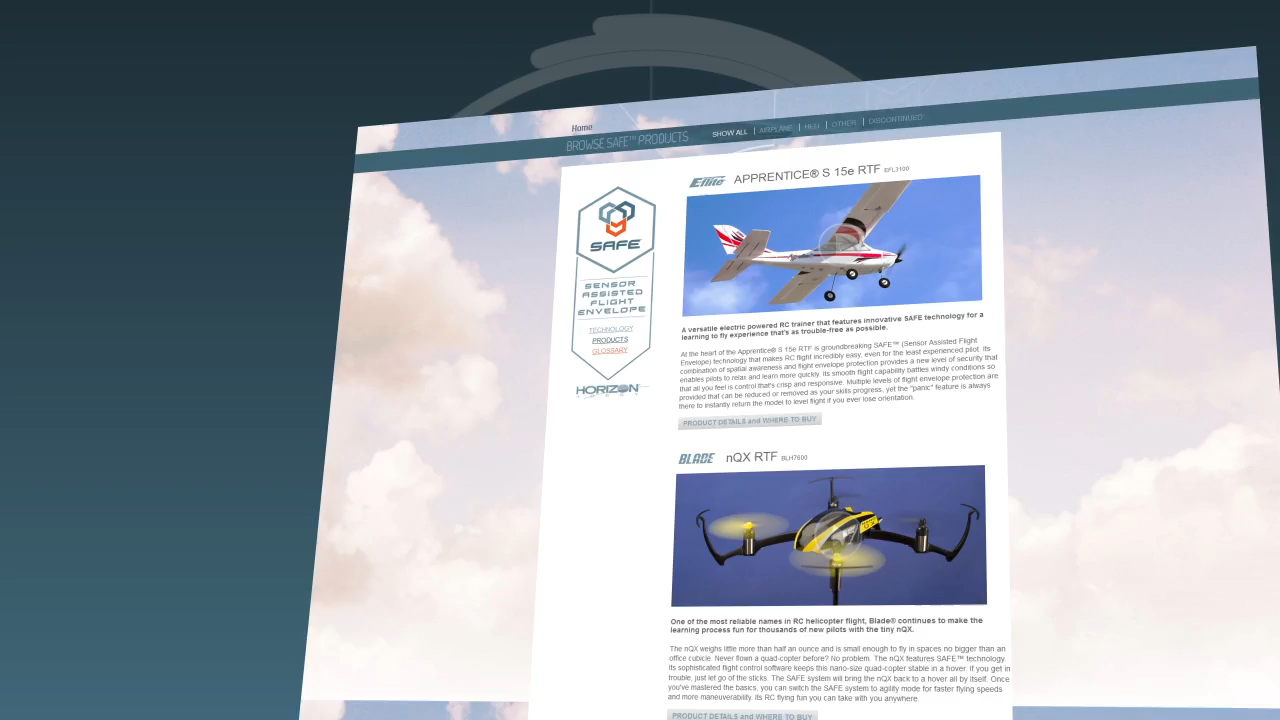 Home
BROWSE SAFE™ PRODUCTS
SHOW ALL | AIRPLANE | HELI | OTHER | DISCONTINUED
SAFE
SENSOR
ASSISTED
FLIGHT
ENVELOPE
TECHNOLOGY
PRODUCTS
GLOSSARY
HORIZON
HOBBY
E-flite APPRENTICE® S 15e RTF EFL3100
A versatile electric powered RC trainer that features innovative SAFE technology for a
learning to fly experience that's as trouble-free as possible.
At the heart of the Apprentice® S 15e RTF is groundbreaking SAFE™ (Sensor Assisted Flight
Envelope) technology that makes RC flight incredibly easy, even for the least experienced pilot. Its
combination of spatial awareness and flight envelope protection provides a new level of security that
enables pilots to relax and learn more quickly. Its smooth flight capability battles windy conditions so
that all you feel is control that's crisp and responsive. Multiple levels of flight envelope protection are
provided that can be reduced or removed as your skills progress, yet the "panic" feature is always
there to instantly return the model to level flight if you ever lose orientation.
PRODUCT DETAILS and WHERE TO BUY
BLADE nQX RTF BLH7600
One of the most reliable names in RC helicopter flight, Blade® continues to make the
learning process fun for thousands of new pilots with the tiny nQX.
The nQX weighs little more than half an ounce and is small enough to fly in spaces no bigger than an
office cubicle. Never flown a quad-copter before? No problem. The nQX features SAFE™ technology.
Its sophisticated flight control software keeps this nano-size quad-copter stable in a hover. If you get in
trouble, just let go of the sticks. The SAFE system will bring the nQX back to a hover all by itself. Once
you've mastered the basics, you can switch the SAFE system to agility mode for faster flying speeds
and more maneuverability. Its RC flying fun you can take with you anywhere.
PRODUCT DETAILS and WHERE TO BUY